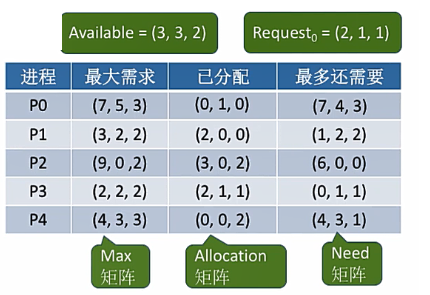 Available = (3, 3, 2)
Request₀ = (2, 1, 1)
进程 最大需求 已分配 最多还需要
P0 (7, 5, 3) (0, 1, 0) (7, 4, 3)
P1 (3, 2, 2) (2, 0, 0) (1, 2, 2)
P2 (9, 0 ,2) (3, 0, 2) (6, 0, 0)
P3 (2, 2, 2) (2, 1, 1) (0, 1, 1)
P4 (4, 3, 3) (0, 0, 2) (4, 3, 1)
Max
矩阵
Allocation
矩阵
Need
矩阵